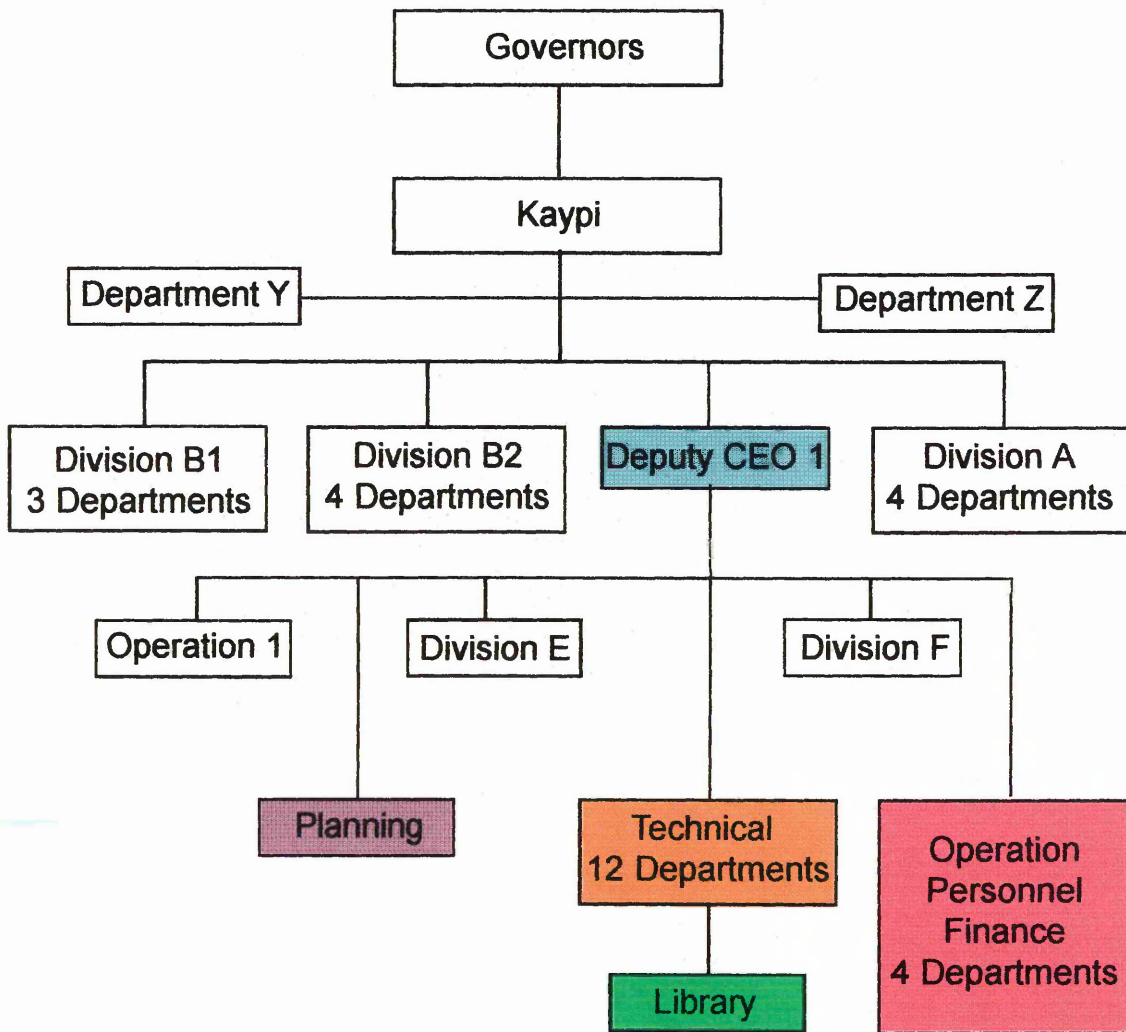 Governors
Kaypi
Department Y
Department Z
Division B1
3 Departments
Division B2
4 Departments
Deputy CEO 1
Division A
4 Departments
Operation 1
Division E
Division F
Planning
Technical
12 Departments
Operation
Personnel
Finance
4 Departments
Library